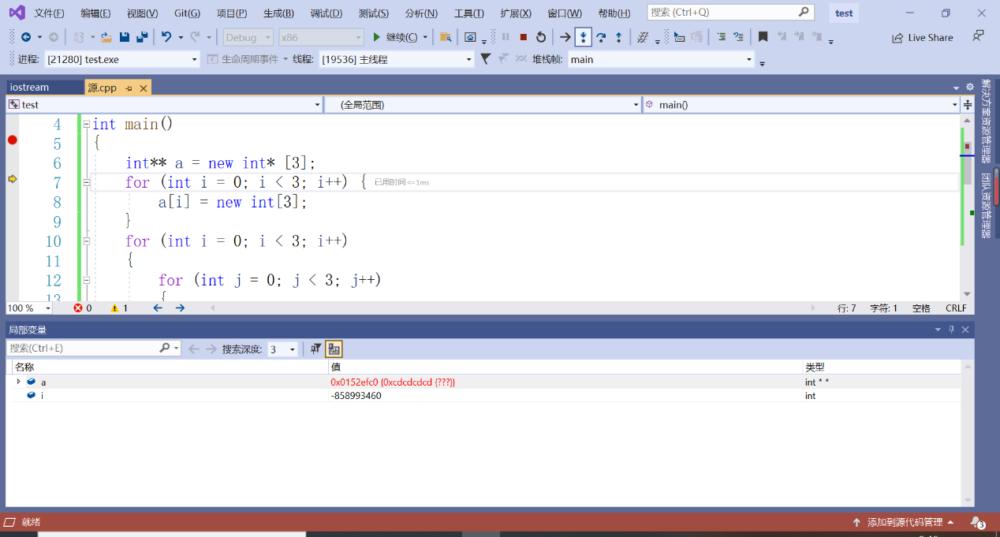 文件(F) 编辑(E) 视图(V) Git(G) 项目(P) 生成(B) 调试(D) 测试(S) 分析(N) 工具(T) 扩展(X) 窗口(W) 帮助(H) 搜索 (Ctrl+Q) test
Debug x86 继续(C) Live Share
进程: [21280] test.exe 生命周期事件 线程: [19536] 主线程 堆栈帧: main
iostream 源.cpp
test (全局范围) main()
4 int main()
5 {
6 int** a = new int* [3];
7 for (int i = 0; i < 3; i++) { 已用时间<=1ms
8 a[i] = new int[3];
9 }
10 for (int i = 0; i < 3; i++)
11 {
12 for (int j = 0; j < 3; j++)
13 {
解决方案资源管理器
团队资源管理器
100 % 0 1 行: 7 字符: 1 空格 CRLF
局部变量
搜索(Ctrl+E) 搜索深度: 3
名称 值 类型
a 0x0152efc0 {0xcdcdcdcd {???}} int * *
i -858993460 int
就绪 添加到源代码管理 3